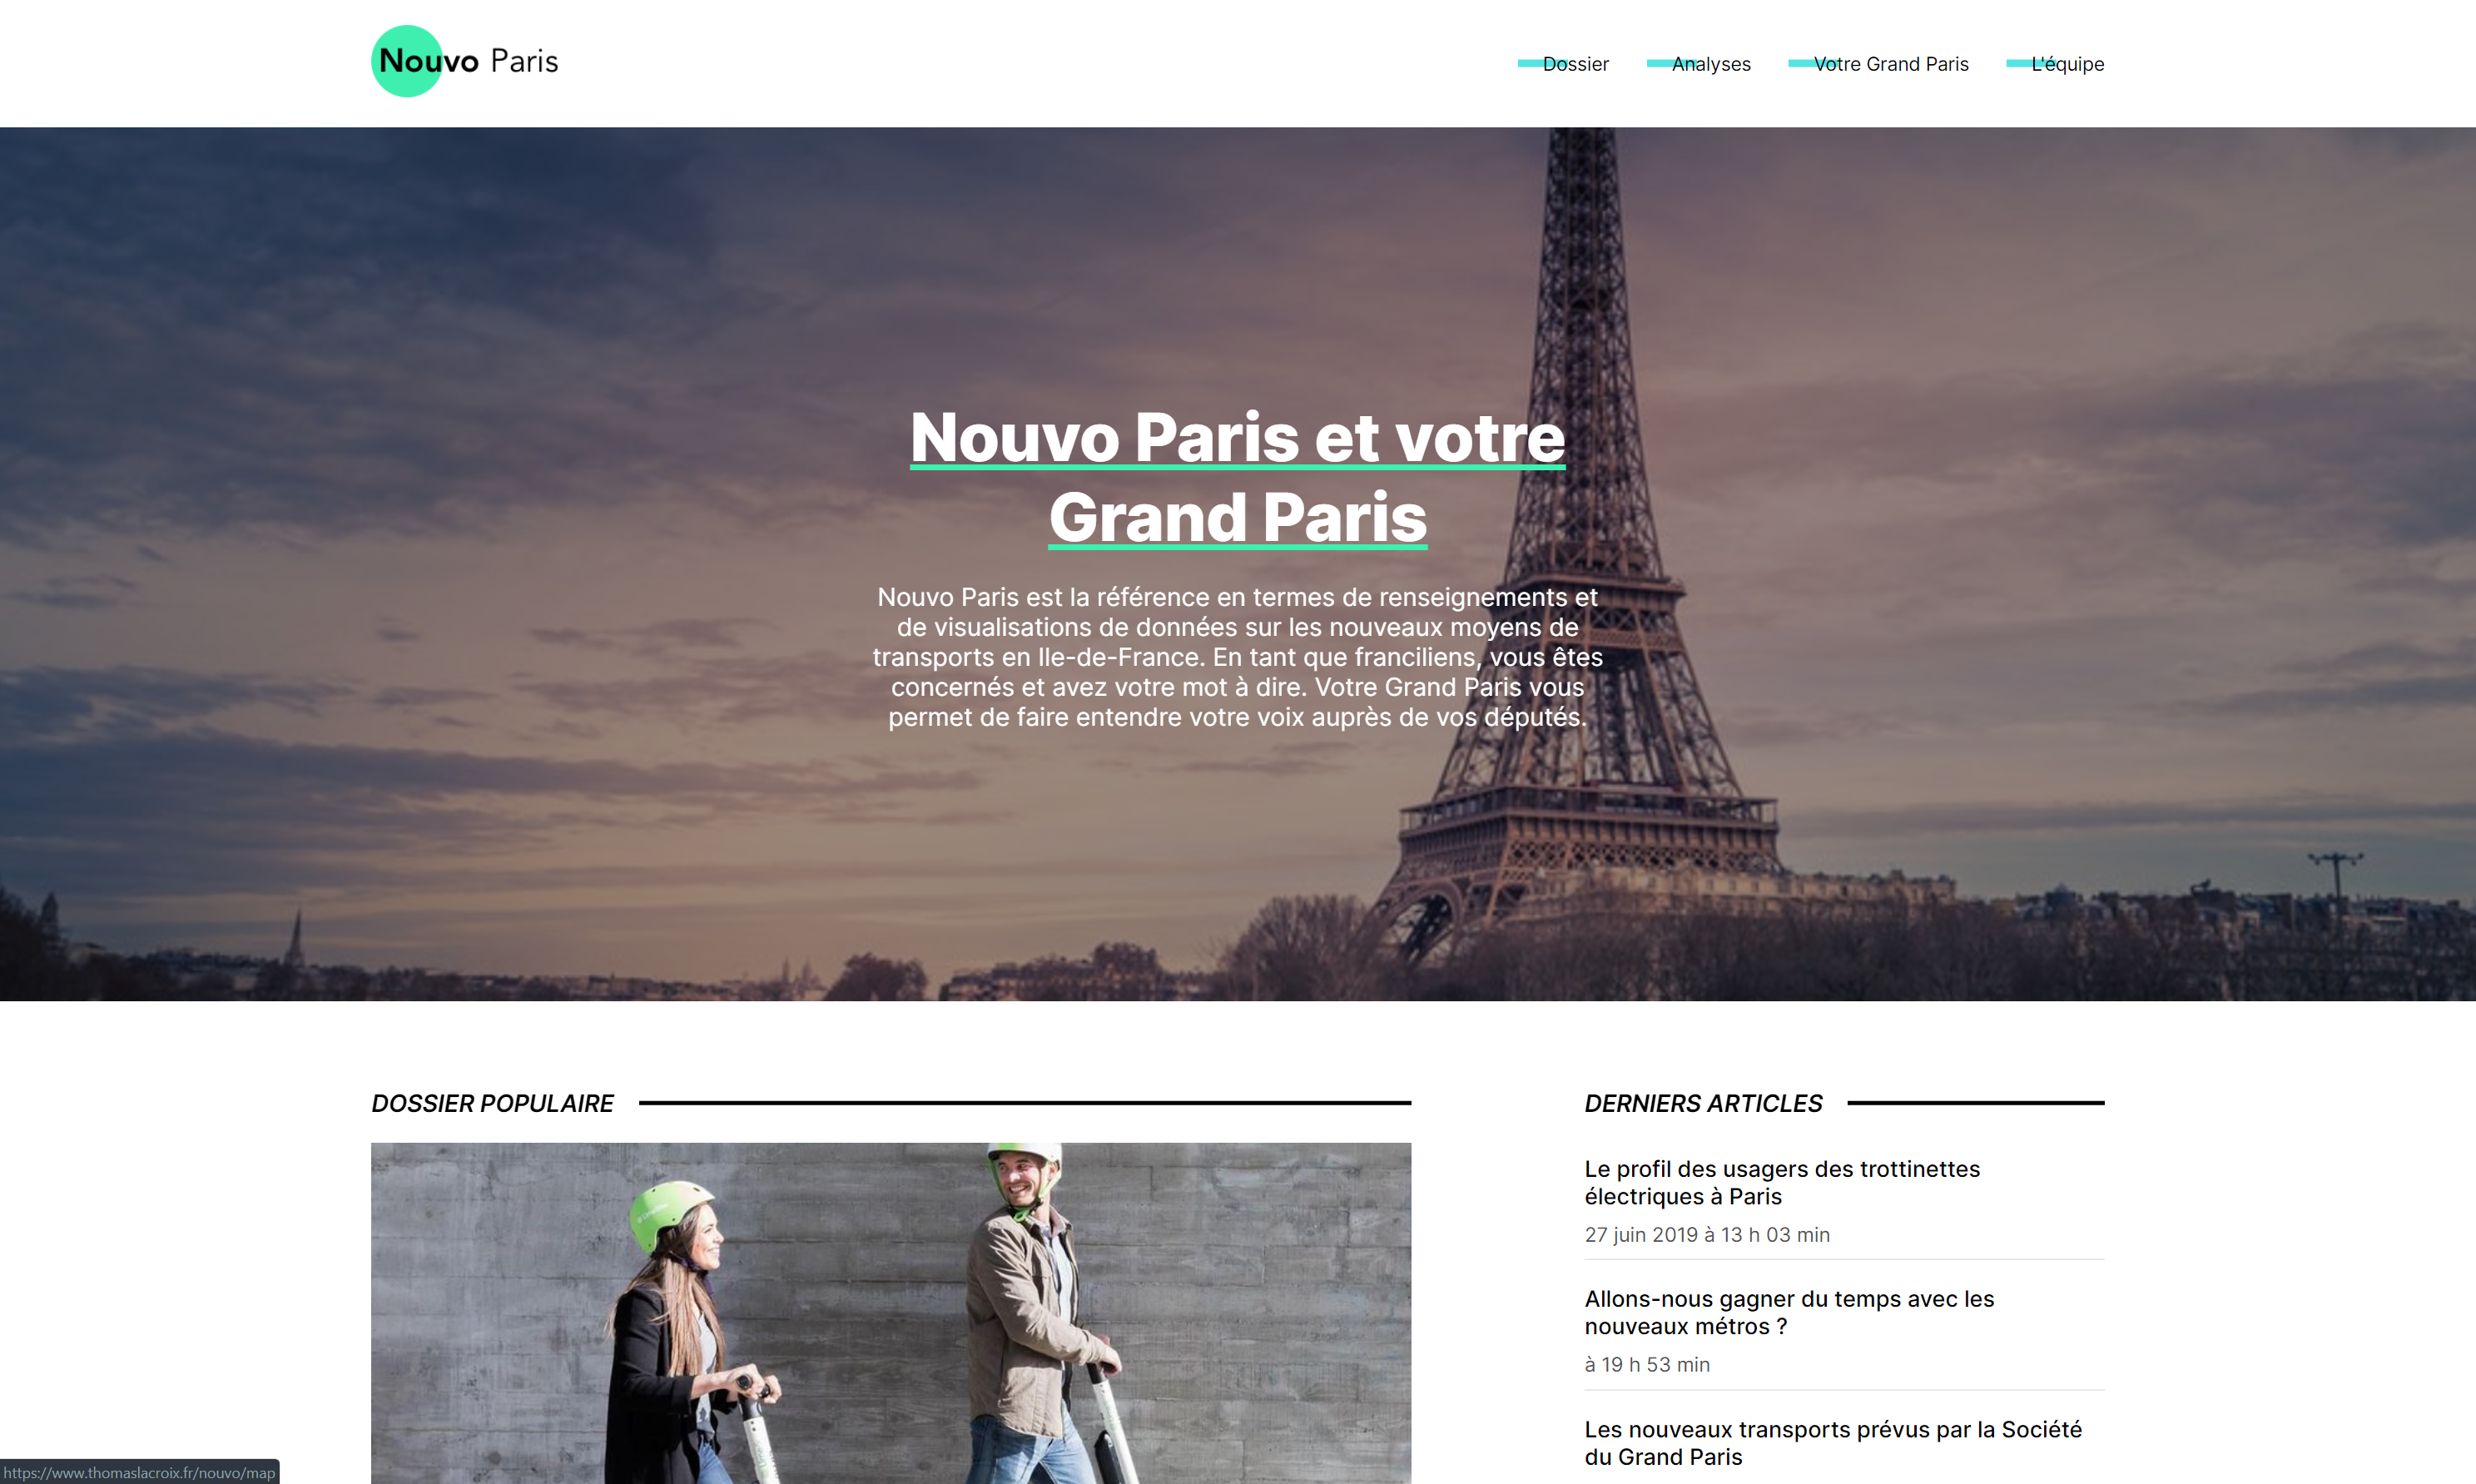 Nouvo Paris
Dossier
Analyses
Votre Grand Paris
L'équipe
Nouvo Paris et votre
Grand Paris
Nouvo Paris est la référence en termes de renseignements et
de visualisations de données sur les nouveaux moyens de
transports en Ile-de-France. En tant que franciliens, vous êtes
concernés et avez votre mot à dire. Votre Grand Paris vous
permet de faire entendre votre voix auprès de vos députés.
DOSSIER POPULAIRE
DERNIERS ARTICLES
Le profil des usagers des trottinettes
électriques à Paris
27 juin 2019 à 13 h 03 min
Allons-nous gagner du temps avec les
nouveaux métros ?
à 19 h 53 min
Les nouveaux transports prévus par la Société
du Grand Paris
https://www.thomaslacroix.fr/nouvo/map